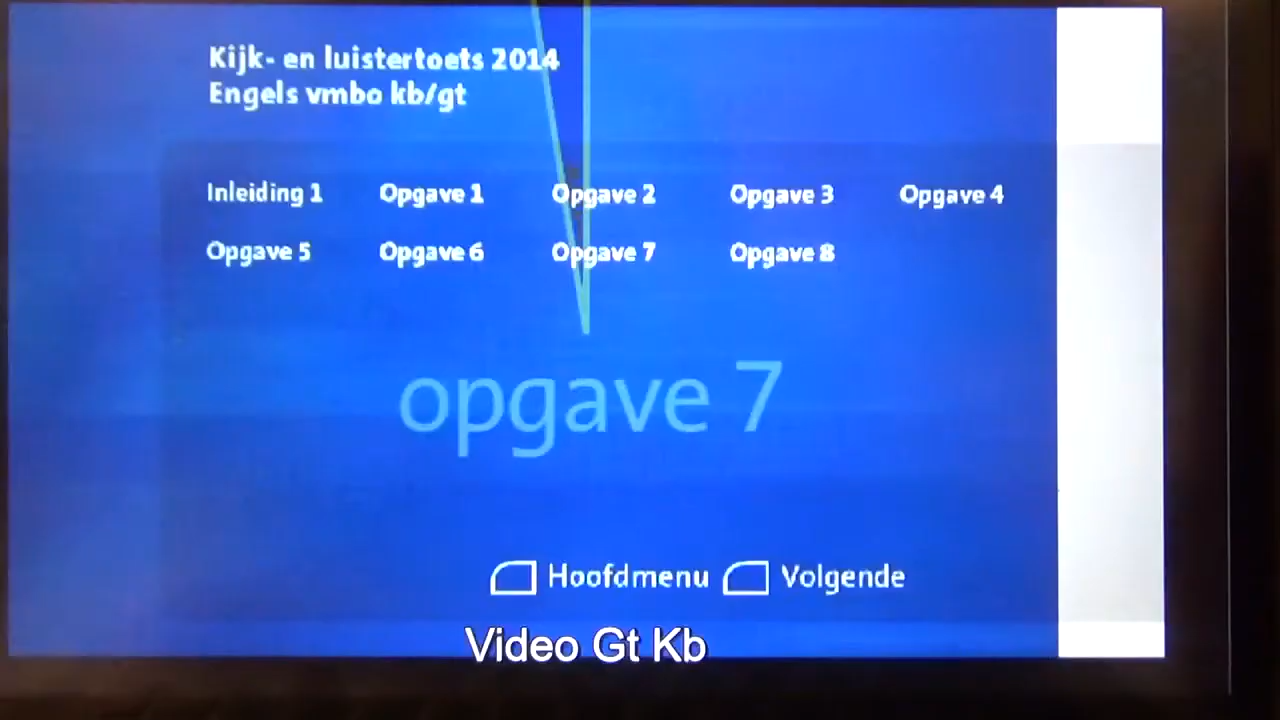 Kijk- en luistertoets 2014
Engels vmbo kb/gt
Inleiding 1 Opgave 1 Opgave 2 Opgave 3 Opgave 4
Opgave 5 Opgave 6 Opgave 7 Opgave 8
opgave 7
Hoofdmenu Volgende
Video Gt Kb